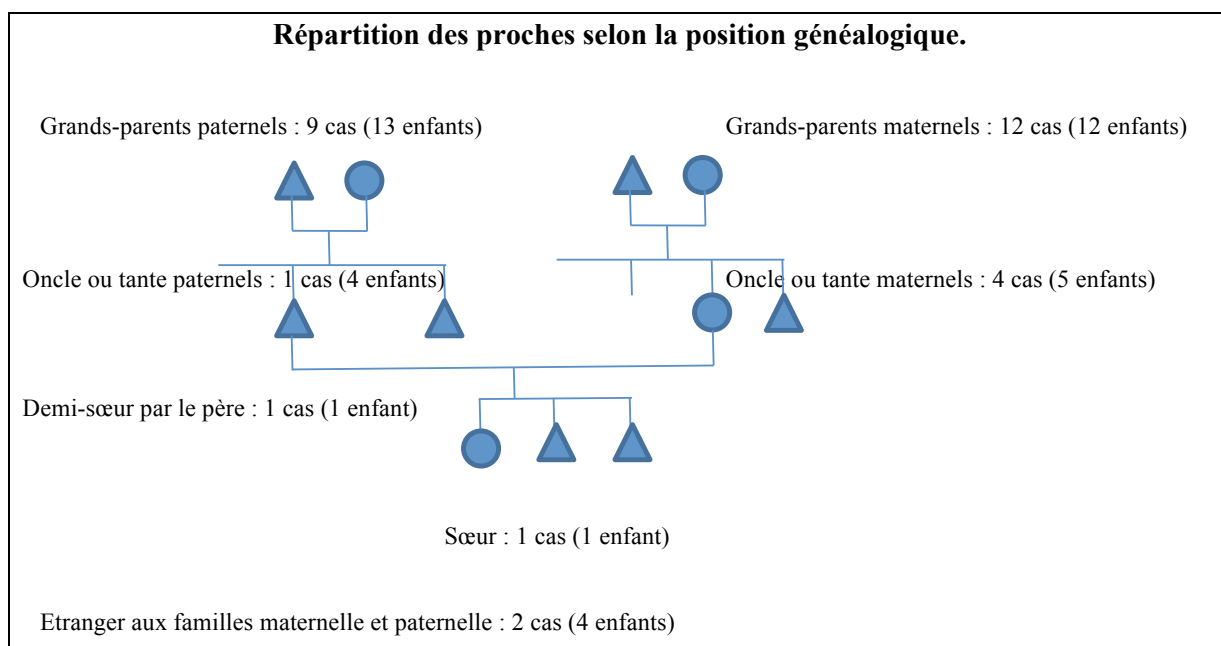 Répartition des proches selon la position généalogique.
Grands-parents paternels : 9 cas (13 enfants)
Grands-parents maternels : 12 cas (12 enfants)
Oncle ou tante paternels : 1 cas (4 enfants)
Oncle ou tante maternels : 4 cas (5 enfants)
Demi-sœur par le père : 1 cas (1 enfant)
Sœur : 1 cas (1 enfant)
Etranger aux familles maternelle et paternelle : 2 cas (4 enfants)